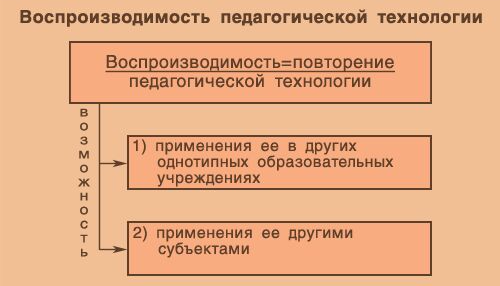 Воспроизводимость педагогической технологии
Воспроизводимость=повторение
педагогической технологии
возможность
1) применения ее в других
однотипных образовательных
учреждениях
2) применения ее другими
субъектами